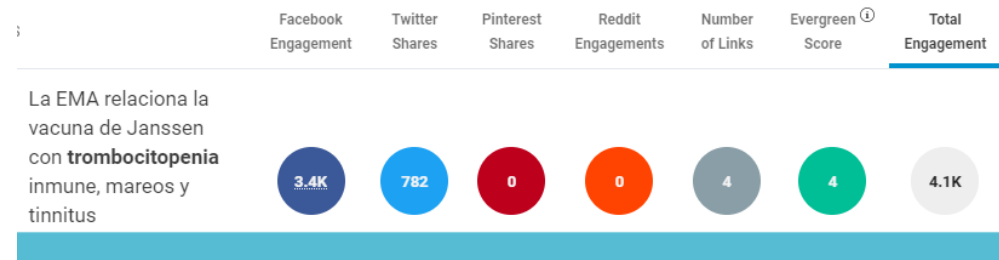 s
Facebook Engagement
Twitter Shares
Pinterest Shares
Reddit Engagements
Number of Links
Evergreen Score
Total Engagement
La EMA relaciona la
vacuna de Janssen
con trombocitopenia
inmune, mareos y
tinnitus
3.4K 782 0 0 4 4 4.1K